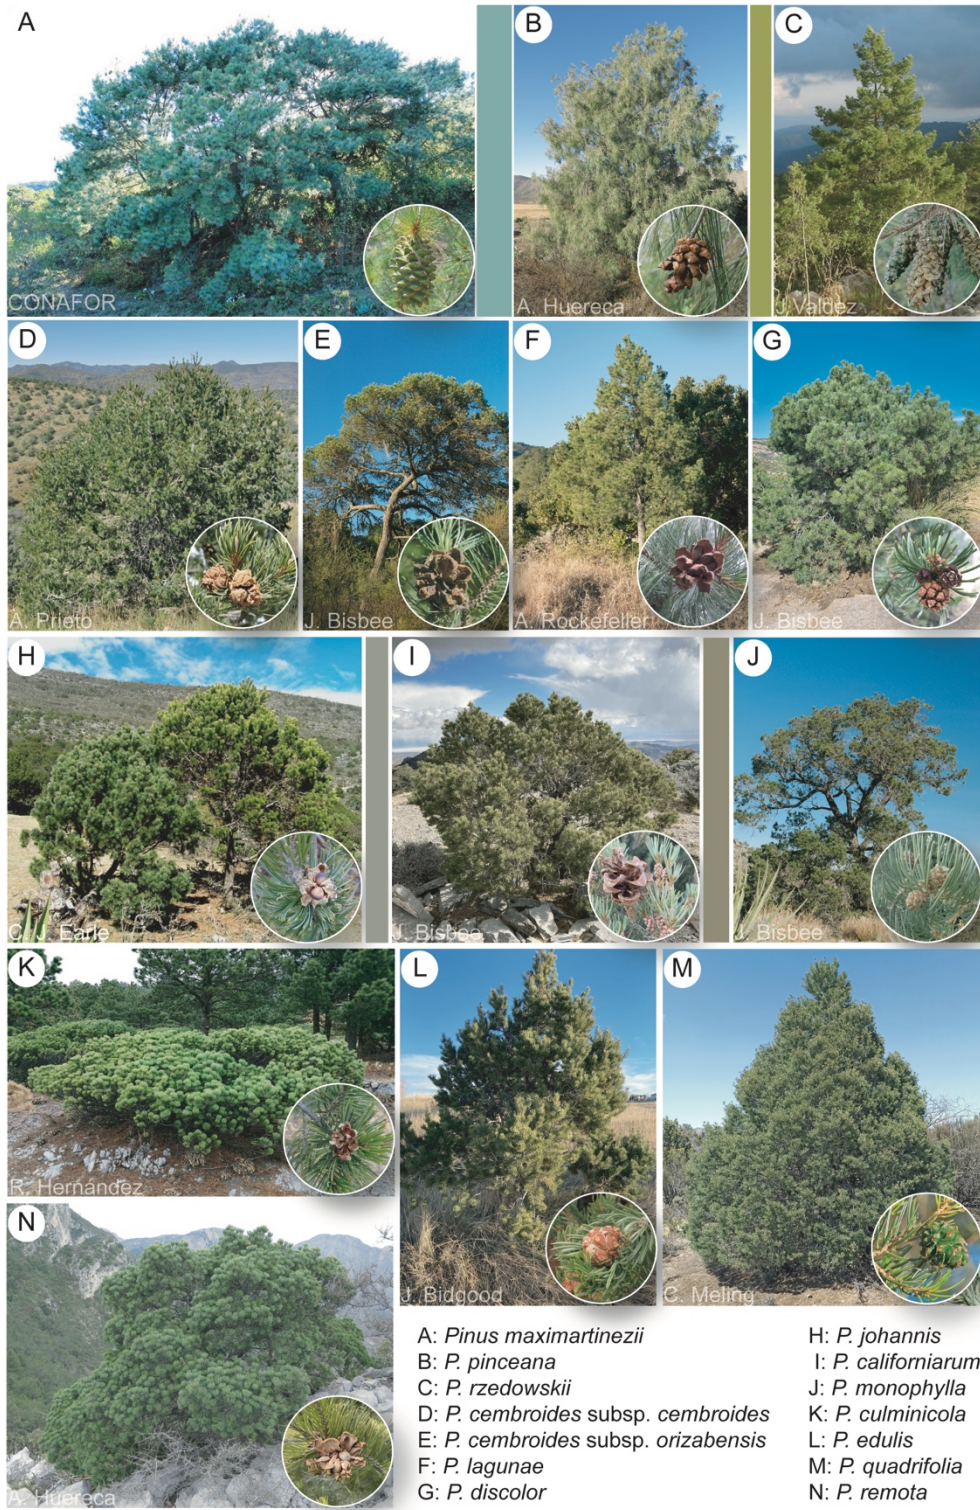 A
B
C
CONAFOR
A. Huereca
J. Valdez
D
E
F
G
A. Prieto
J. Bisbee
A. Rockefeller
J. Bisbee
H
I
J
C. J. Earle
J. Bisbee
J. Bisbee
K
L
M
R. Hernández
J. Bidgood
C. Meling
N
A. Huereca
A: Pinus maximartinezii
B: P. pinceana
C: P. rzedowskii
D: P. cembroides subsp. cembroides
E: P. cembroides subsp. orizabensis
F: P. lagunae
G: P. discolor
H: P. johannis
I: P. californiarum
J: P. monophylla
K: P. culminicola
L: P. edulis
M: P. quadrifolia
N: P. remota